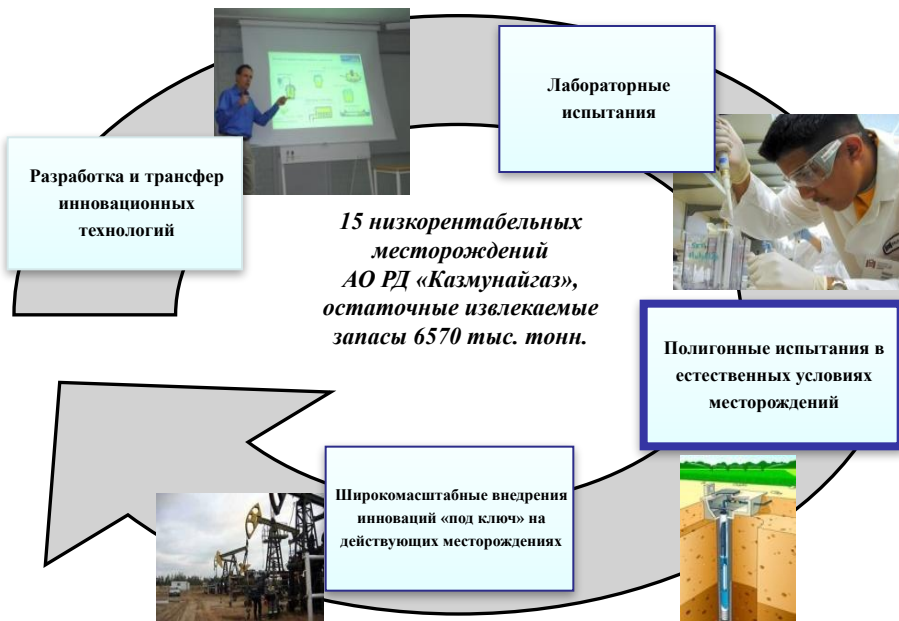 Разработка и трансфер
инновационных
технологий
Лабораторные
испытания
15 низкорентабельных
месторождений
АО РД «Казмунайгаз»,
остаточные извлекаемые
запасы 6570 тыс. тонн.
Полигонные испытания в
естественных условиях
месторождений
Широкомасштабные внедрения
инноваций «под ключ» на
действующих месторождениях